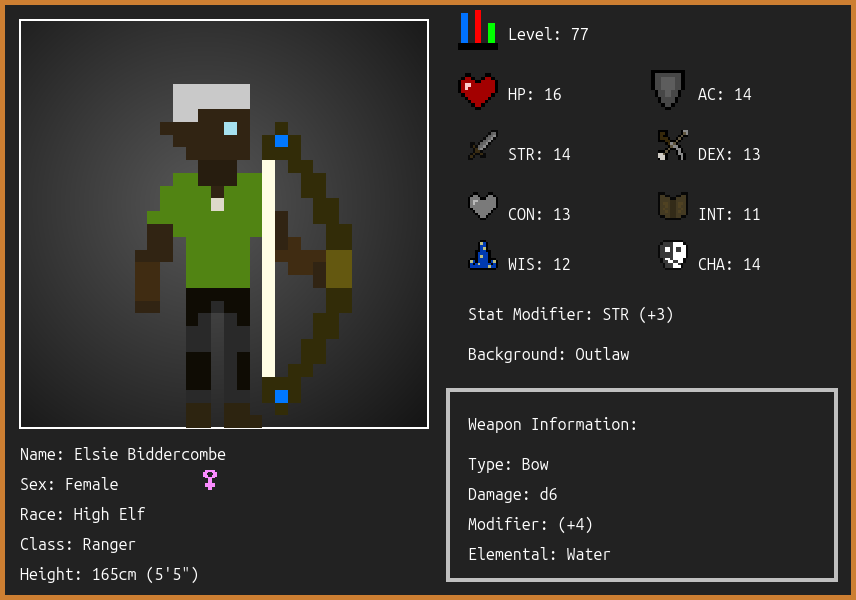 Level: 77
HP: 16
AC: 14
STR: 14
DEX: 13
CON: 13
INT: 11
WIS: 12
CHA: 14
Stat Modifier: STR (+3)
Background: Outlaw
Weapon Information:
Type: Bow
Damage: d6
Modifier: (+4)
Elemental: Water
Name: Elsie Biddercombe
Sex: Female
Race: High Elf
Class: Ranger
Height: 165cm (5'5")